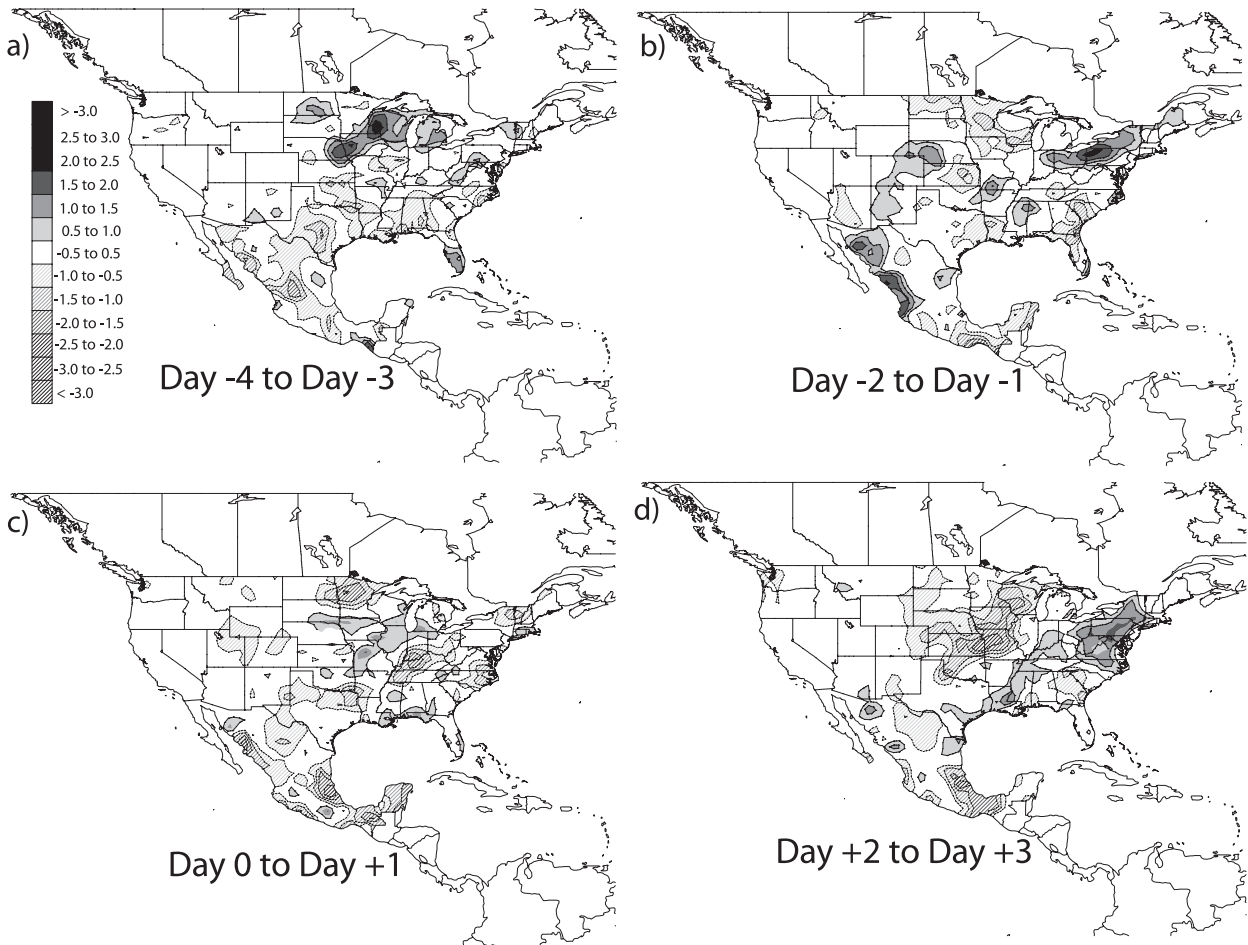 a)
> -3.0
2.5 to 3.0
2.0 to 2.5
1.5 to 2.0
1.0 to 1.5
0.5 to 1.0
-0.5 to 0.5
-1.0 to -0.5
-1.5 to -1.0
-2.0 to -1.5
-2.5 to -2.0
-3.0 to -2.5
< -3.0
Day -4 to Day -3
b)
Day -2 to Day -1
c)
Day 0 to Day +1
d)
Day +2 to Day +3